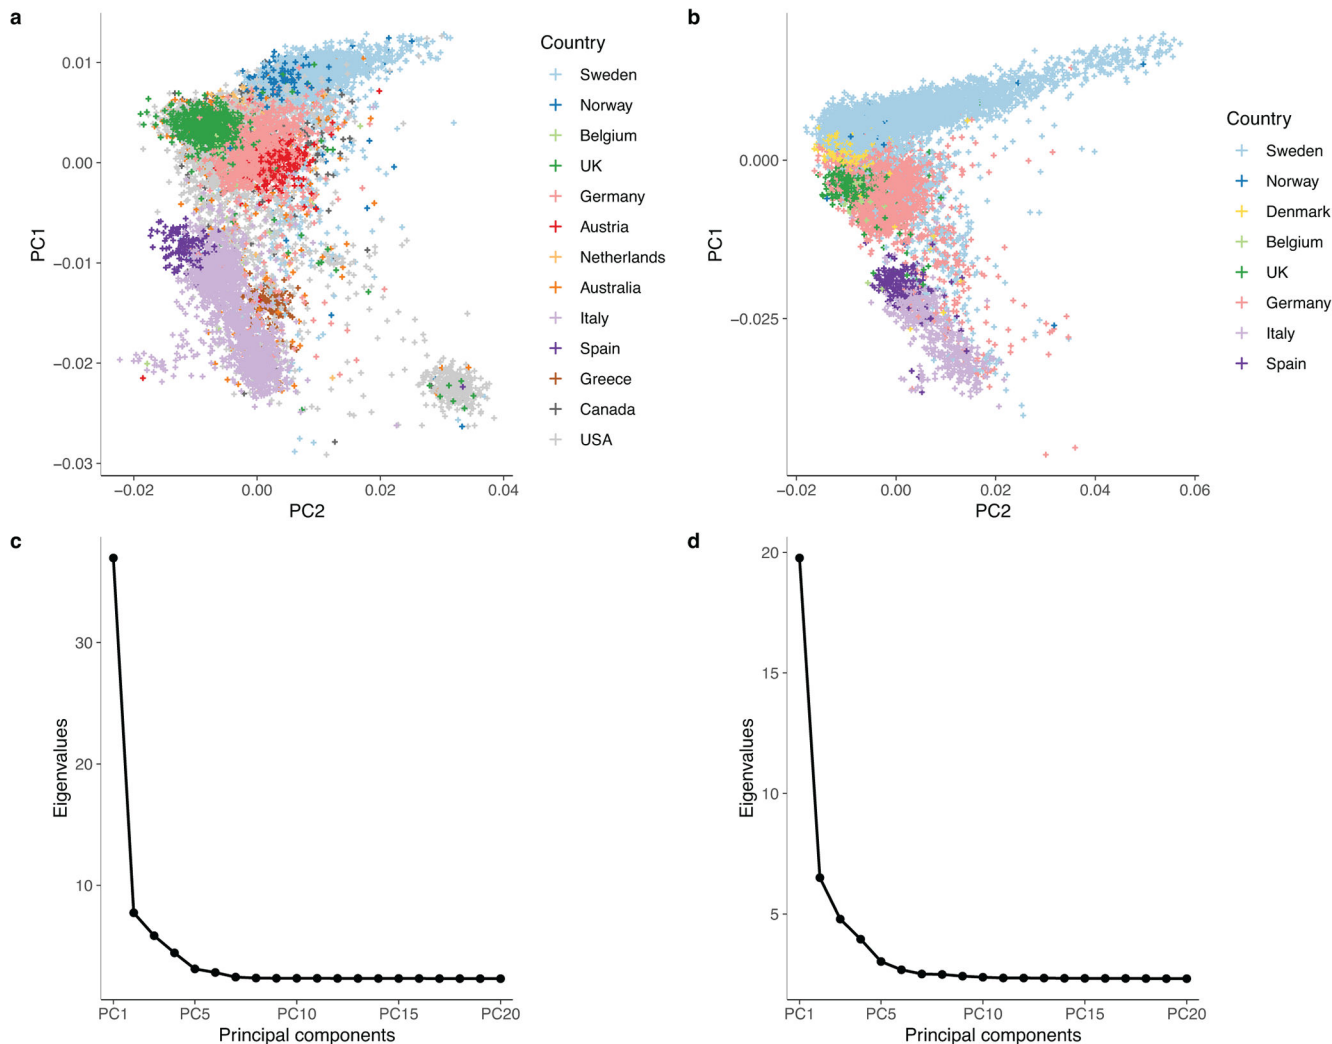 a
0.01
0.00
−0.01
−0.02
−0.03
PC1
−0.02
0.00
0.02
0.04
PC2
Country
Sweden
Norway
Belgium
UK
Germany
Austria
Netherlands
Australia
Italy
Spain
Greece
Canada
USA
b
0.000
−0.025
PC1
−0.02
0.00
0.02
0.04
0.06
PC2
Country
Sweden
Norway
Denmark
Belgium
UK
Germany
Italy
Spain
c
30
20
10
Eigenvalues
PC1
PC5
PC10
PC15
PC20
Principal components
d
20
15
10
5
Eigenvalues
PC1
PC5
PC10
PC15
PC20
Principal components